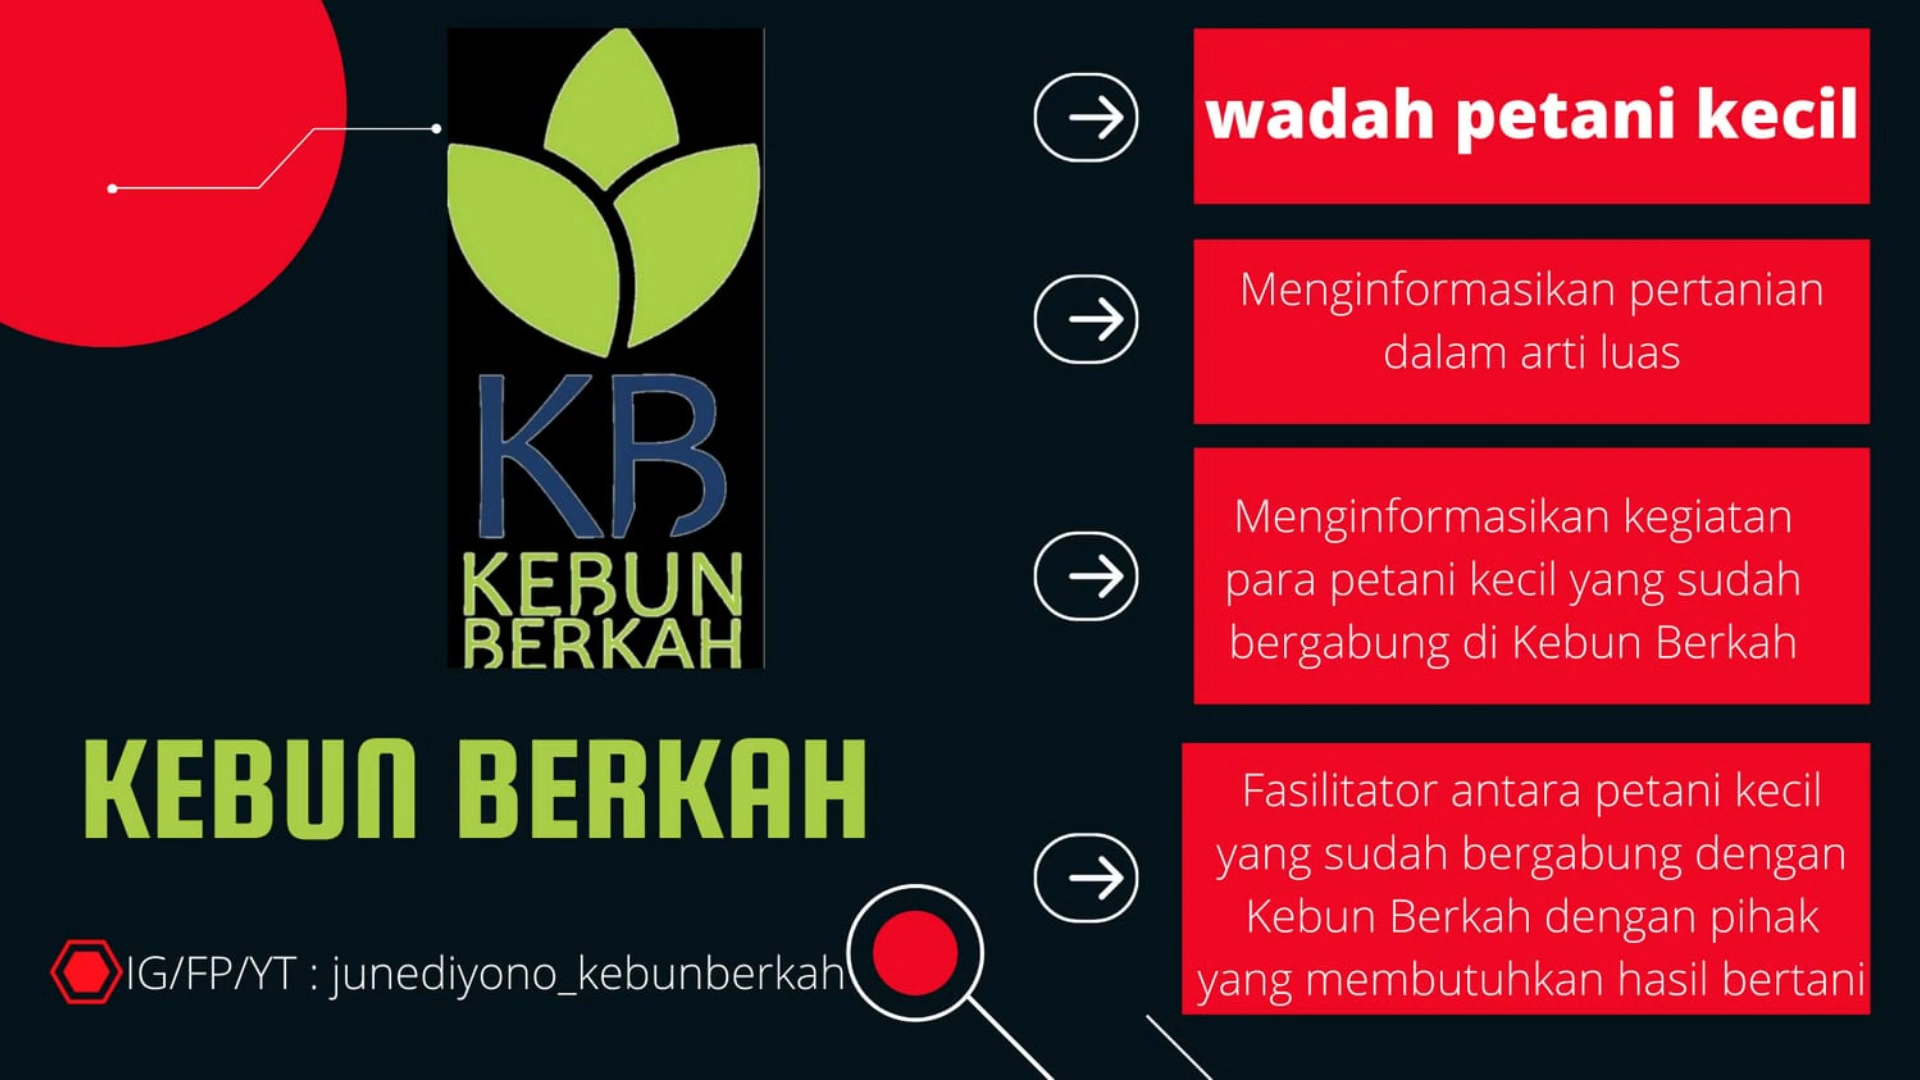 KB
KEBUN
BERKAH
KEBUN BERKAH
IG/FP/YT : junediyono_kebunberkah
wadah petani kecil
Menginformasikan pertanian
dalam arti luas
Menginformasikan kegiatan
para petani kecil yang sudah
bergabung di Kebun Berkah
Fasilitator antara petani kecil
yang sudah bergabung dengan
Kebun Berkah dengan pihak
yang membutuhkan hasil bertani